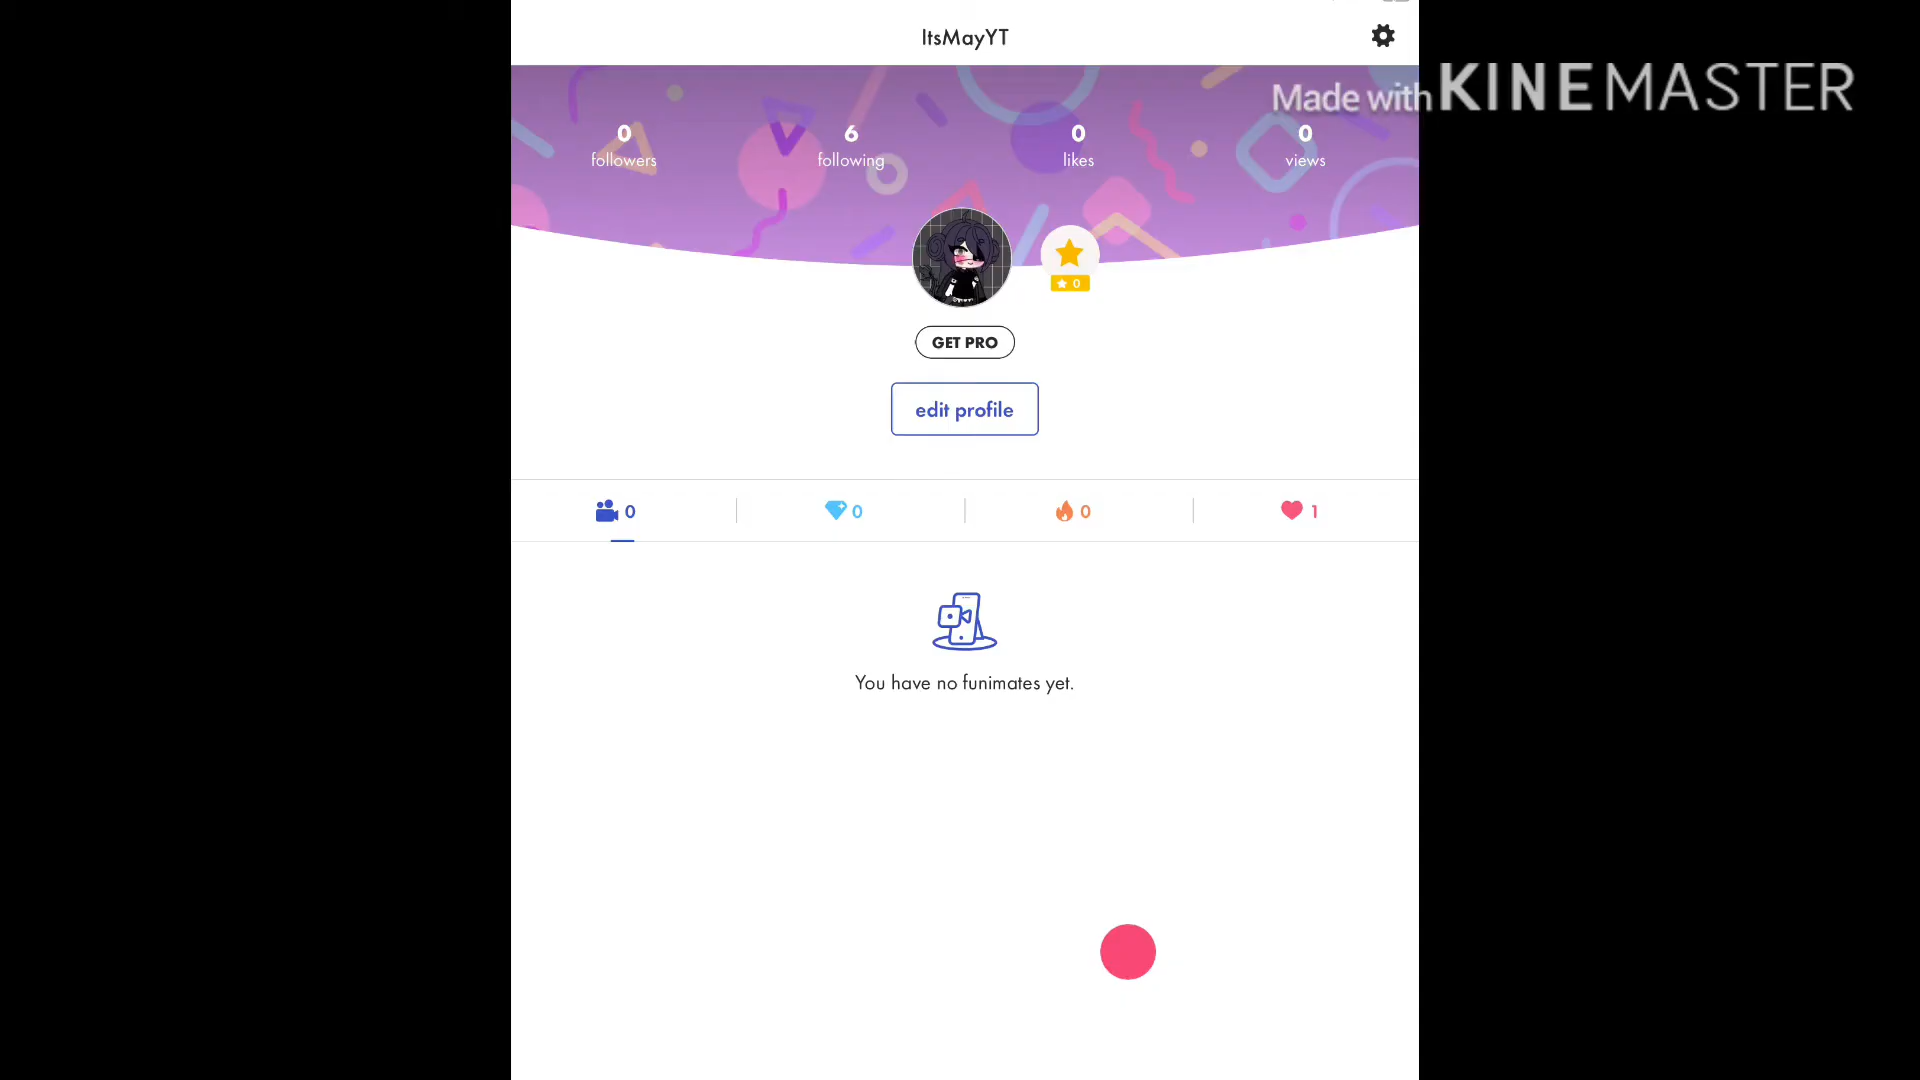 ItsMayYT
Made with KINEMASTER
0 6 0 0
followers following likes views
0
GET PRO
edit profile
0 0 0 1
You have no funimates yet.